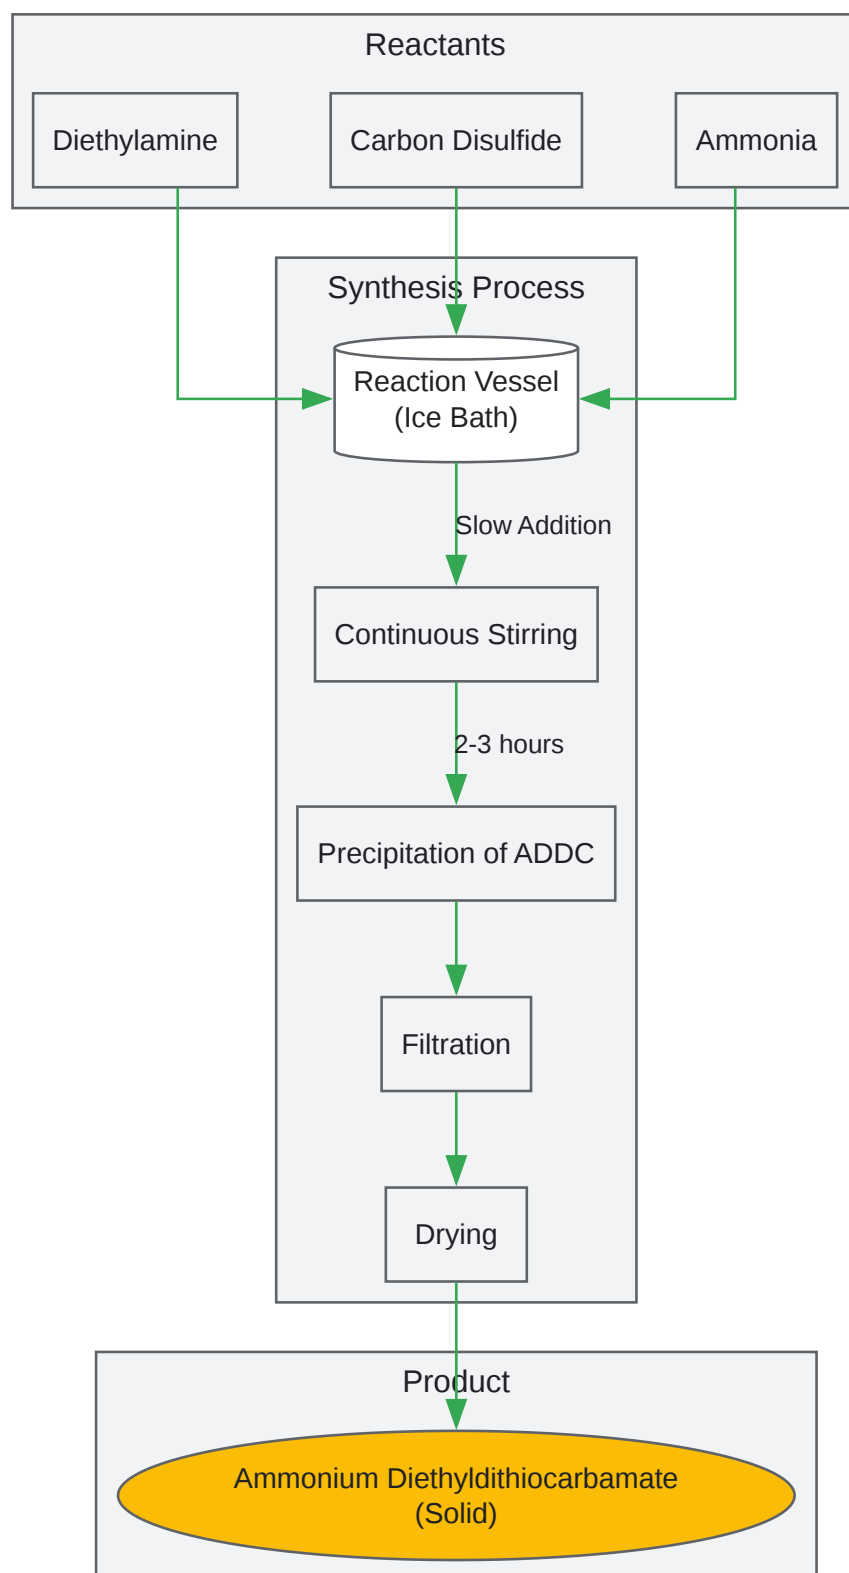 Reactants
Diethylamine
Carbon Disulfide
Ammonia
Synthesis Process
Reaction Vessel
(Ice Bath)
Slow Addition
Continuous Stirring
2-3 hours
Precipitation of ADDC
Filtration
Drying
Product
Ammonium Diethyldithiocarbamate
(Solid)